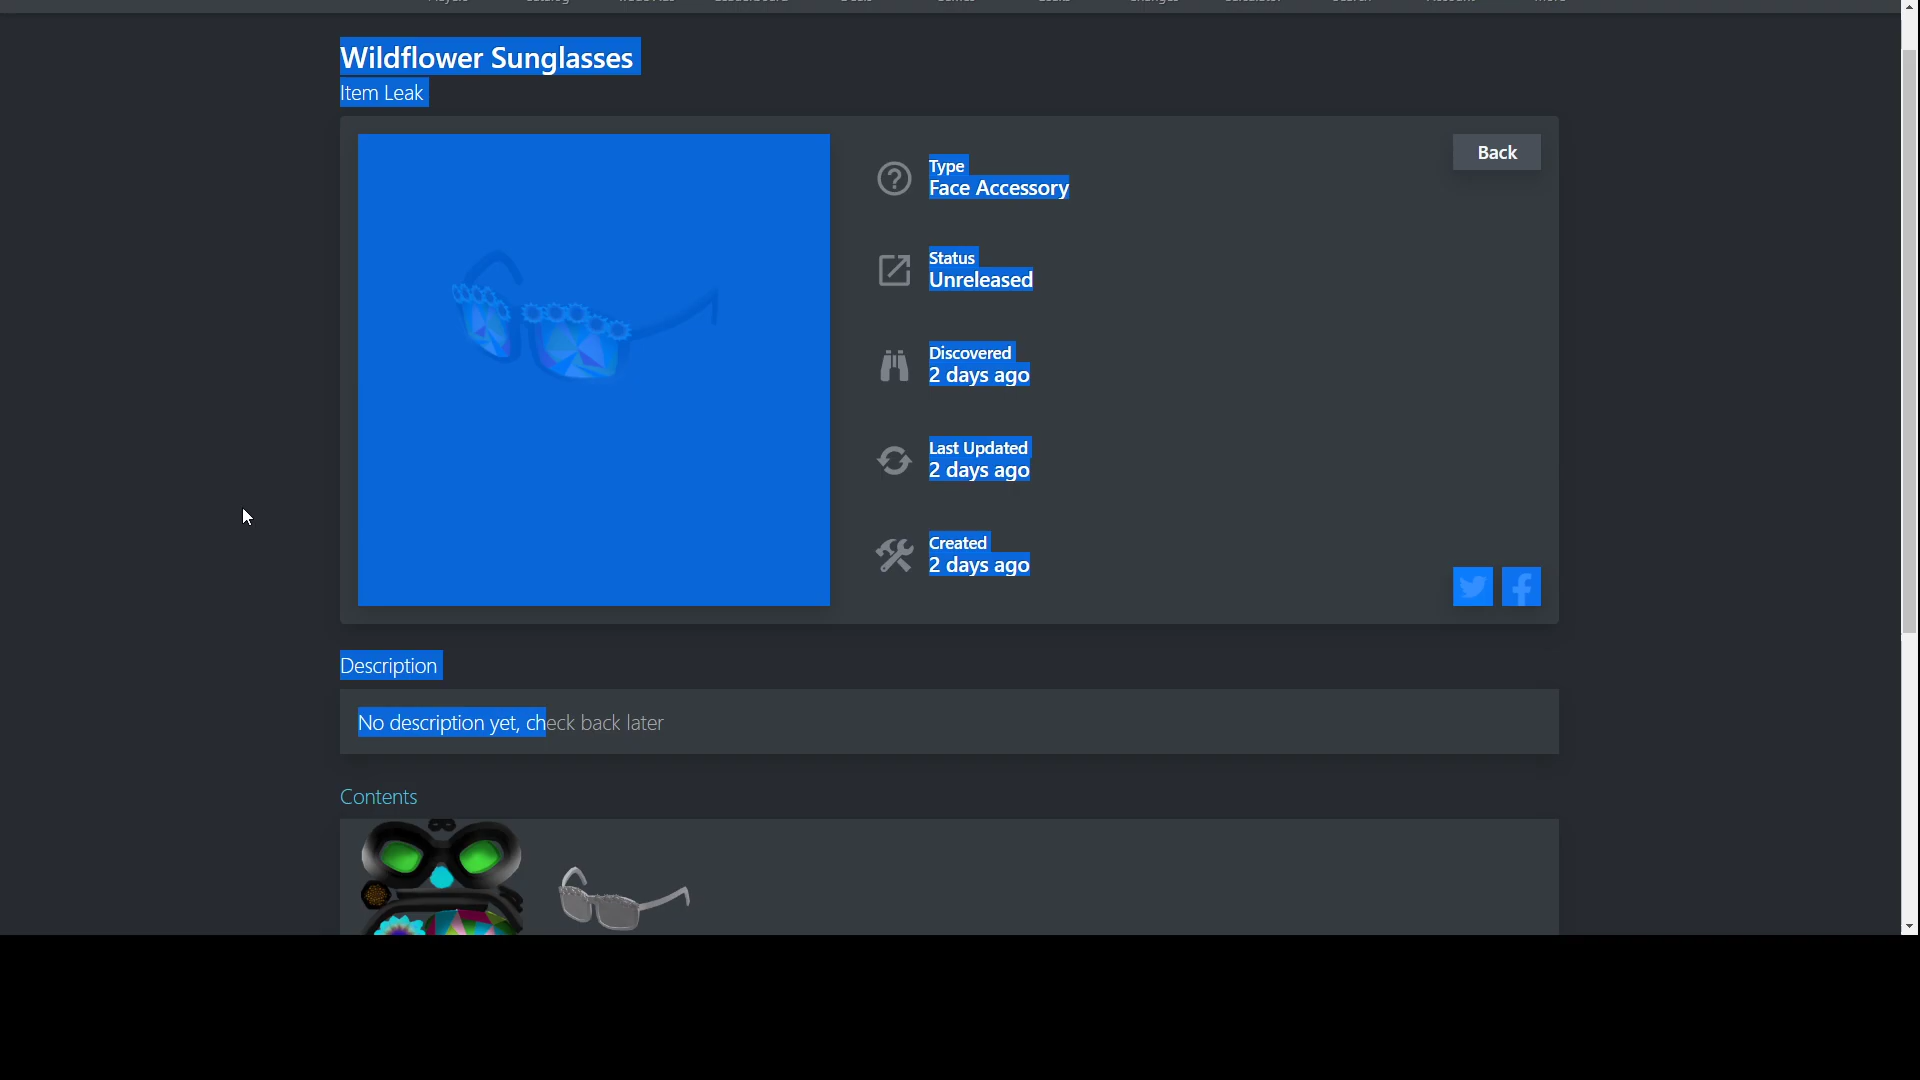 Wildflower Sunglasses
Item Leak
Back
Type
Face Accessory
Status
Unreleased
Discovered
2 days ago
Last Updated
2 days ago
Created
2 days ago
Description
No description yet, check back later
Contents